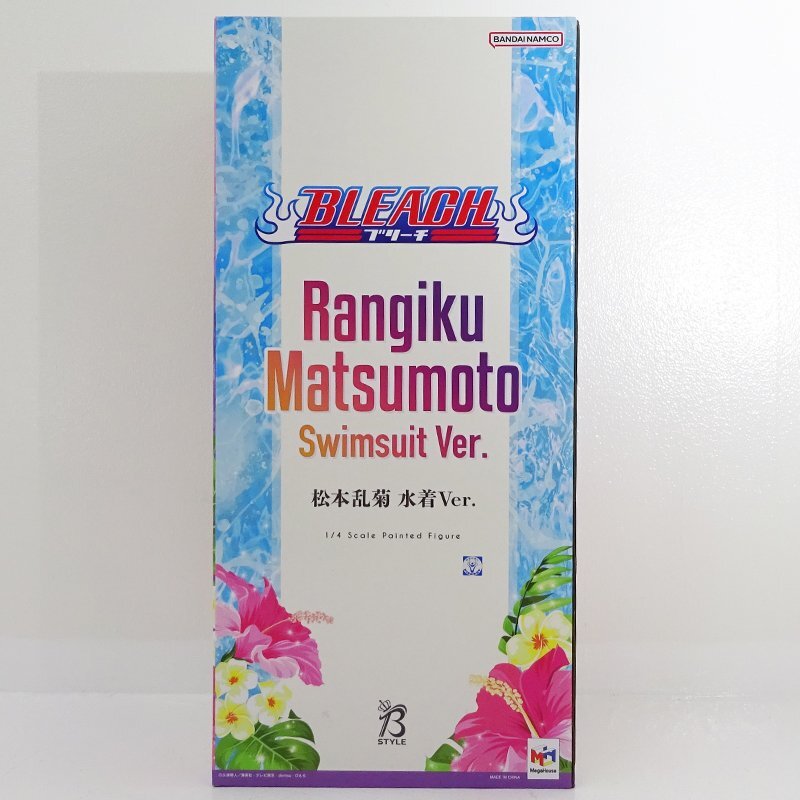 BANDAI NAMCO
BLEACH
ブリーチ
Rangiku
Matsumoto
Swimsuit Ver.
松本乱菊 水着Ver.
1/4 Scale Painted Figure
B
STYLE
MegaHouse
MADE IN CHINA